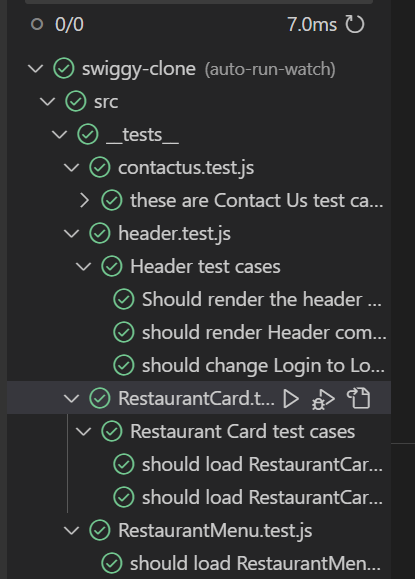 0/0 7.0ms
swiggy-clone (auto-run-watch)
src
__tests__
contactus.test.js
these are Contact Us test ca...
header.test.js
Header test cases
Should render the header ...
should render Header com...
should change Login to Lo...
RestaurantCard.t...
Restaurant Card test cases
should load RestaurantCar...
should load RestaurantCar...
RestaurantMenu.test.js
should load RestaurantMen...